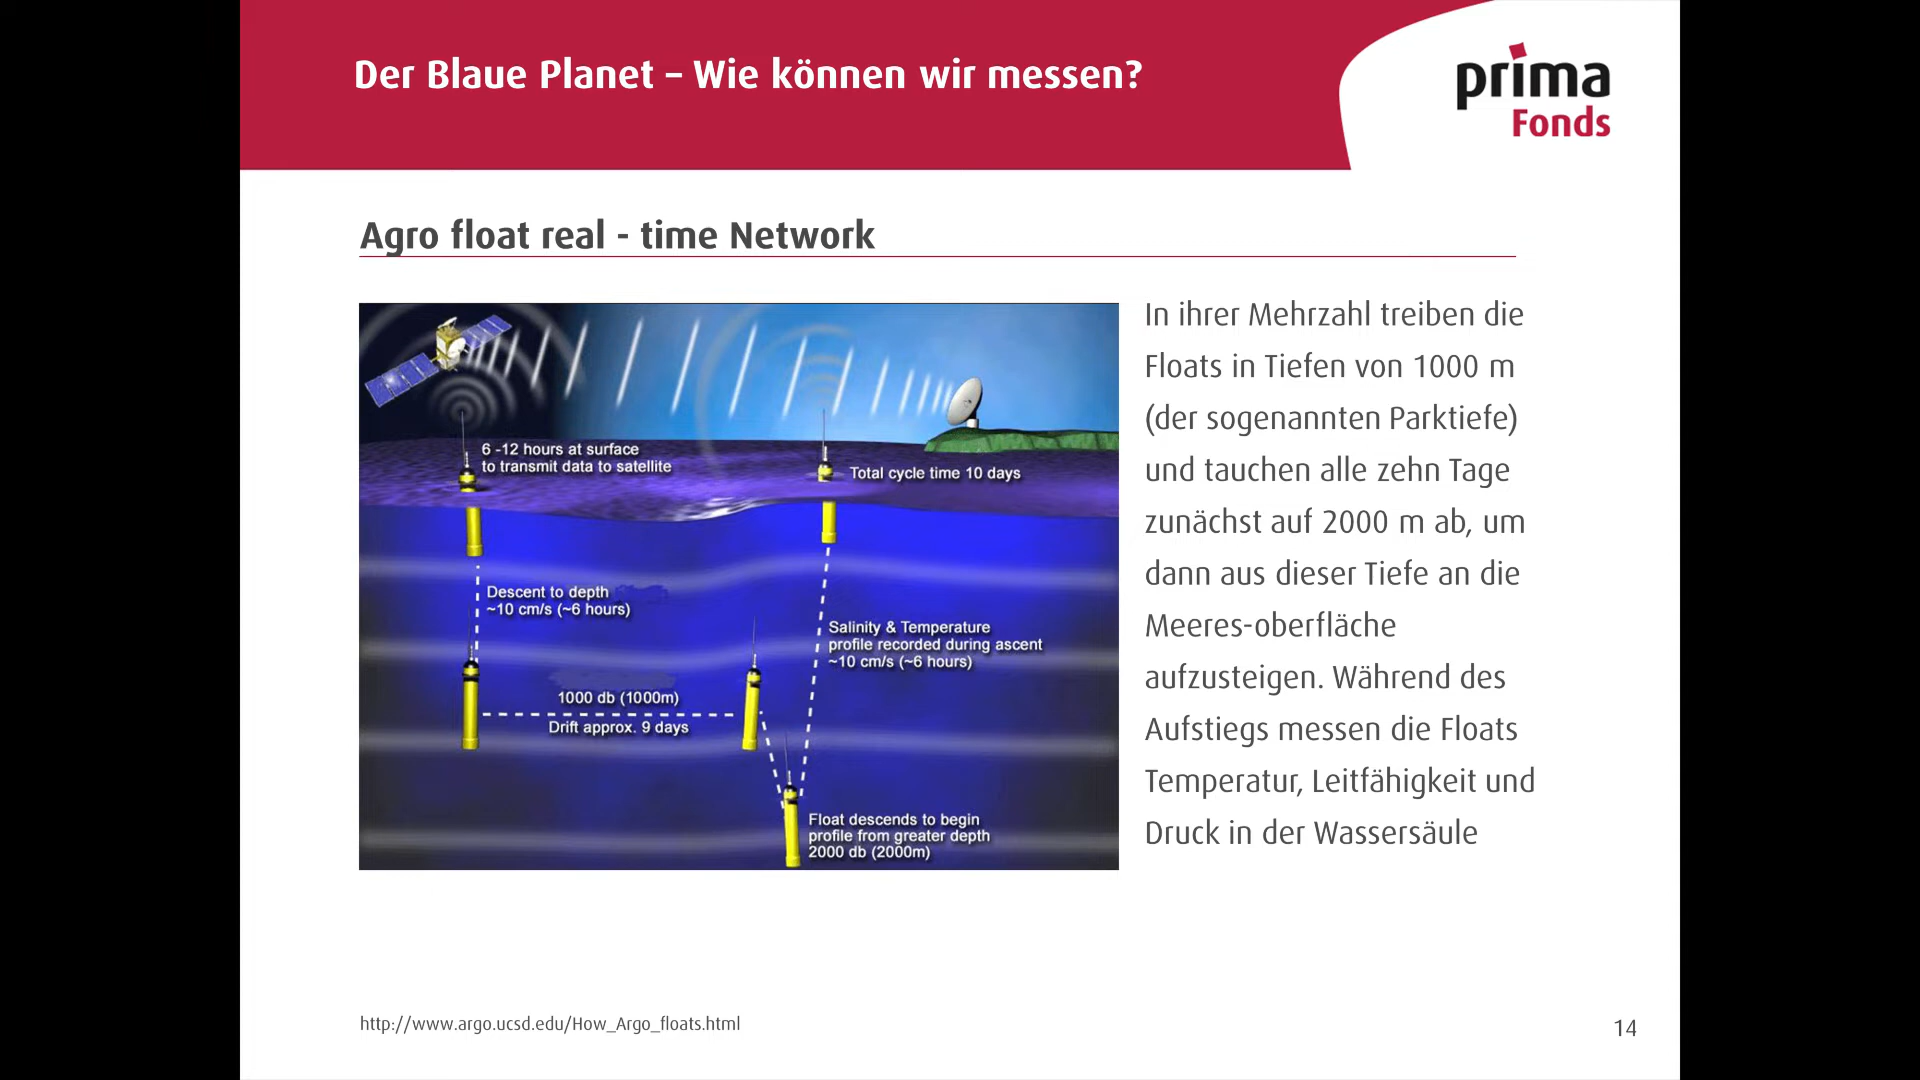 Der Blaue Planet – Wie können wir messen?
prima
Fonds
Agro float real - time Network
6 -12 hours at surface
to transmit data to satellite
Total cycle time 10 days
Descent to depth
~10 cm/s (~6 hours)
Salinity & Temperature
profile recorded during ascent
~10 cm/s (~6 hours)
1000 db (1000m)
Drift approx. 9 days
Float descends to begin
profile from greater depth
2000 db (2000m)
In ihrer Mehrzahl treiben die
Floats in Tiefen von 1000 m
(der sogenannten Parktiefe)
und tauchen alle zehn Tage
zunächst auf 2000 m ab, um
dann aus dieser Tiefe an die
Meeres-oberfläche
aufzusteigen. Während des
Aufstiegs messen die Floats
Temperatur, Leitfähigkeit und
Druck in der Wassersäule
http://www.argo.ucsd.edu/How_Argo_floats.html
14